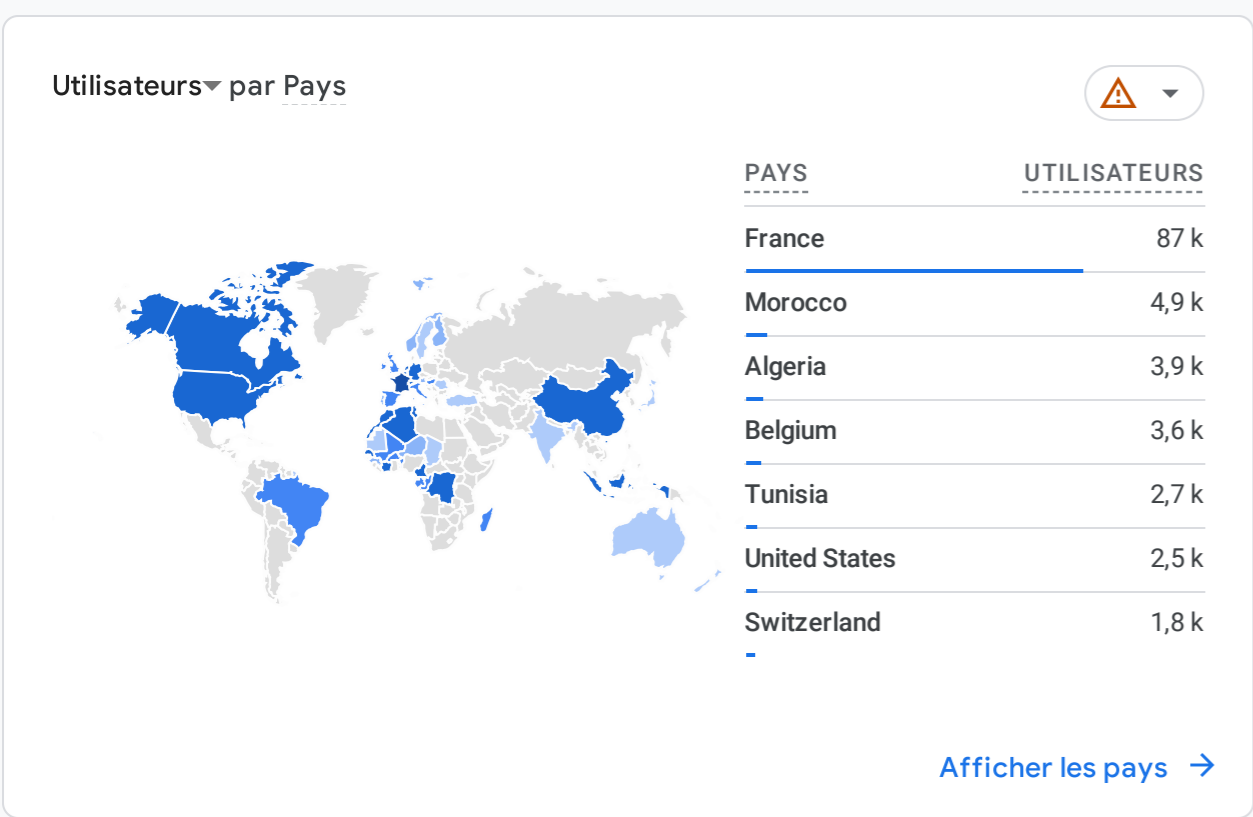 Utilisateurs par Pays
PAYS UTILISATEURS
France 87 k
Morocco 4,9 k
Algeria 3,9 k
Belgium 3,6 k
Tunisia 2,7 k
United States 2,5 k
Switzerland 1,8 k
Afficher les pays